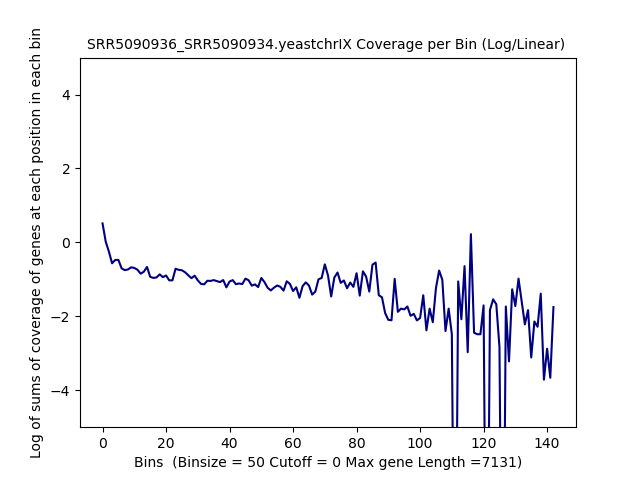 SRR5090936_SRR5090934.yeastchrIX Coverage per Bin (Log/Linear)
Log of sums of coverage of genes at each position in each bin
4
2
0
−2
−4
0 20 40 60 80 100 120 140
Bins  (Binsize = 50 Cutoff = 0 Max gene Length =7131)